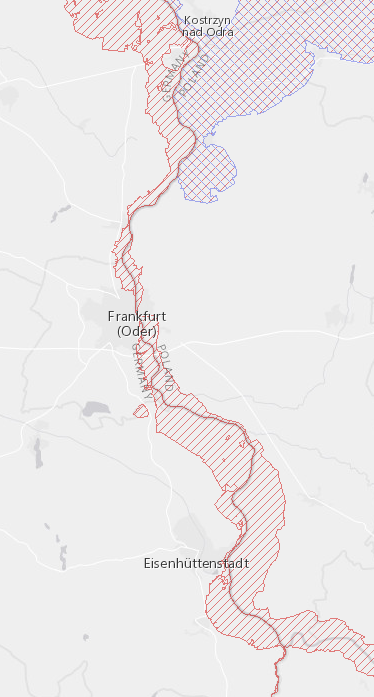 Kostrzyn
nad Odrą
GERMANY
POLAND
Frankfurt
(Oder)
POLAND
GERMANY
Eisenhüttenstadt